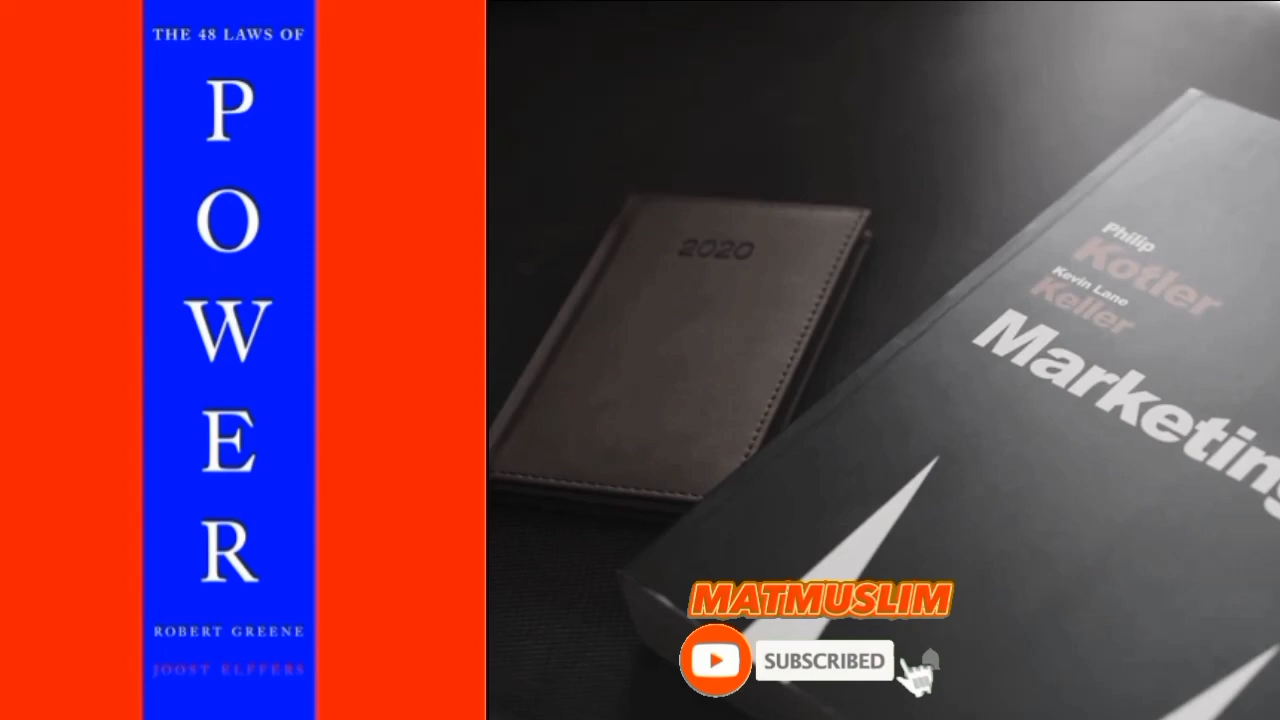 THE 48 LAWS OF
P
O
W
E
R
ROBERT GREENE
JOOST ELFFERS
2020
Philip
Kotler
Kevin Lane
Keller
Marketing
MATMUSLIM
SUBSCRIBED